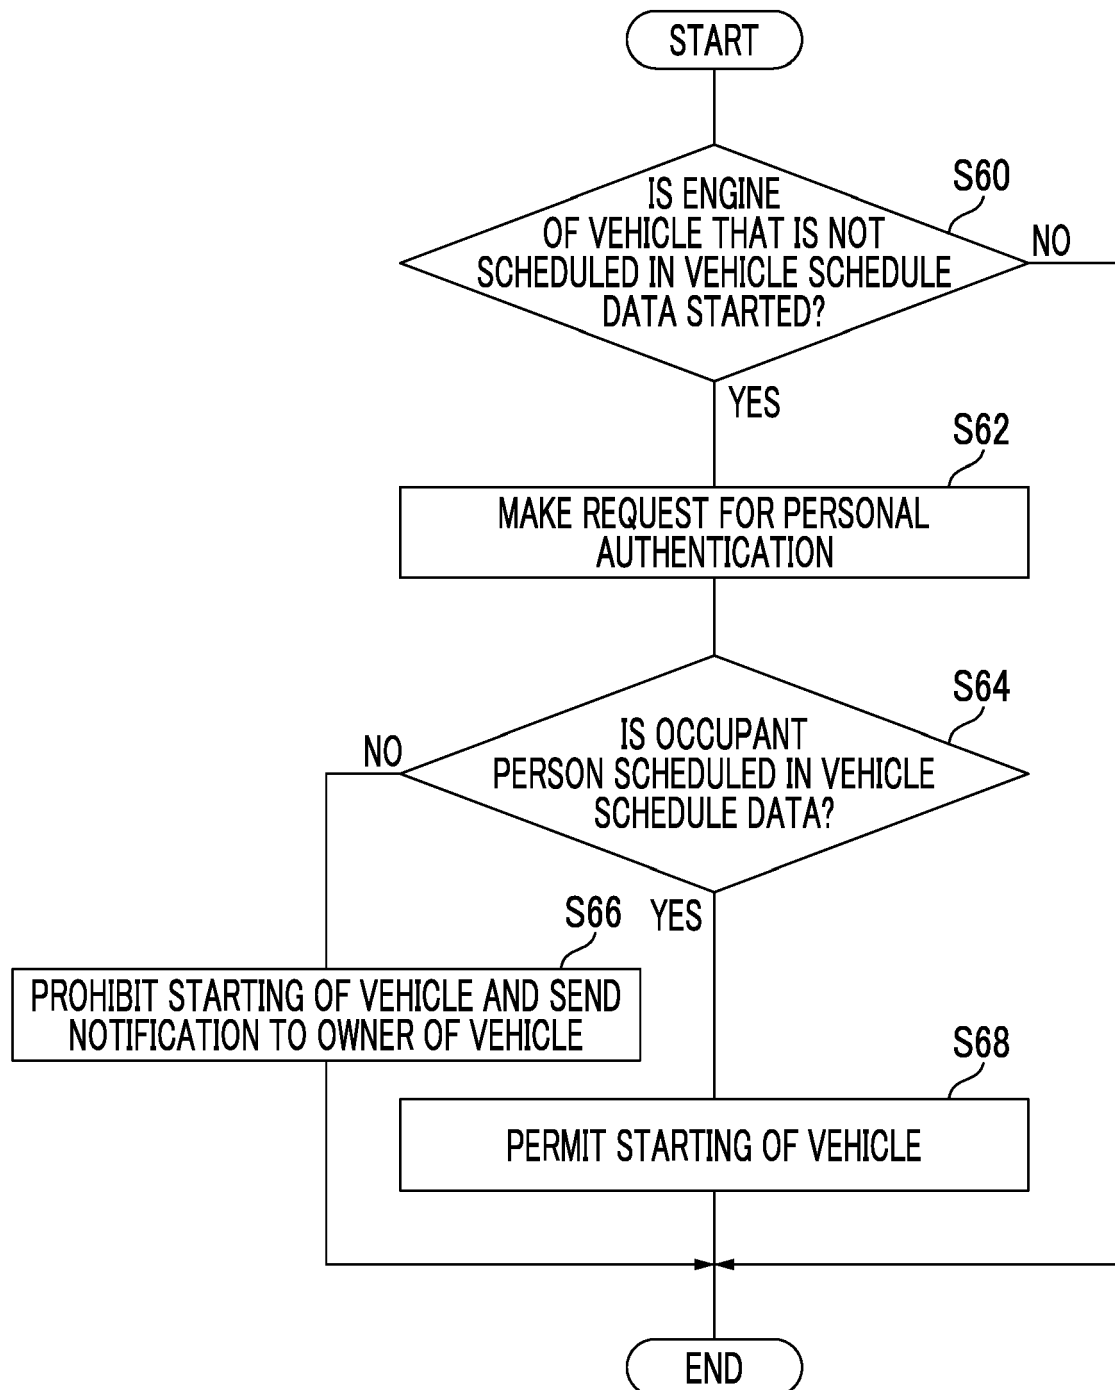 START
S60
IS ENGINE
OF VEHICLE THAT IS NOT
SCHEDULED IN VEHICLE SCHEDULE
DATA STARTED?
NO
YES
S62
MAKE REQUEST FOR PERSONAL
AUTHENTICATION
S64
IS OCCUPANT
PERSON SCHEDULED IN VEHICLE
SCHEDULE DATA?
NO
YES
S66
PROHIBIT STARTING OF VEHICLE AND SEND
NOTIFICATION TO OWNER OF VEHICLE
S68
PERMIT STARTING OF VEHICLE
END